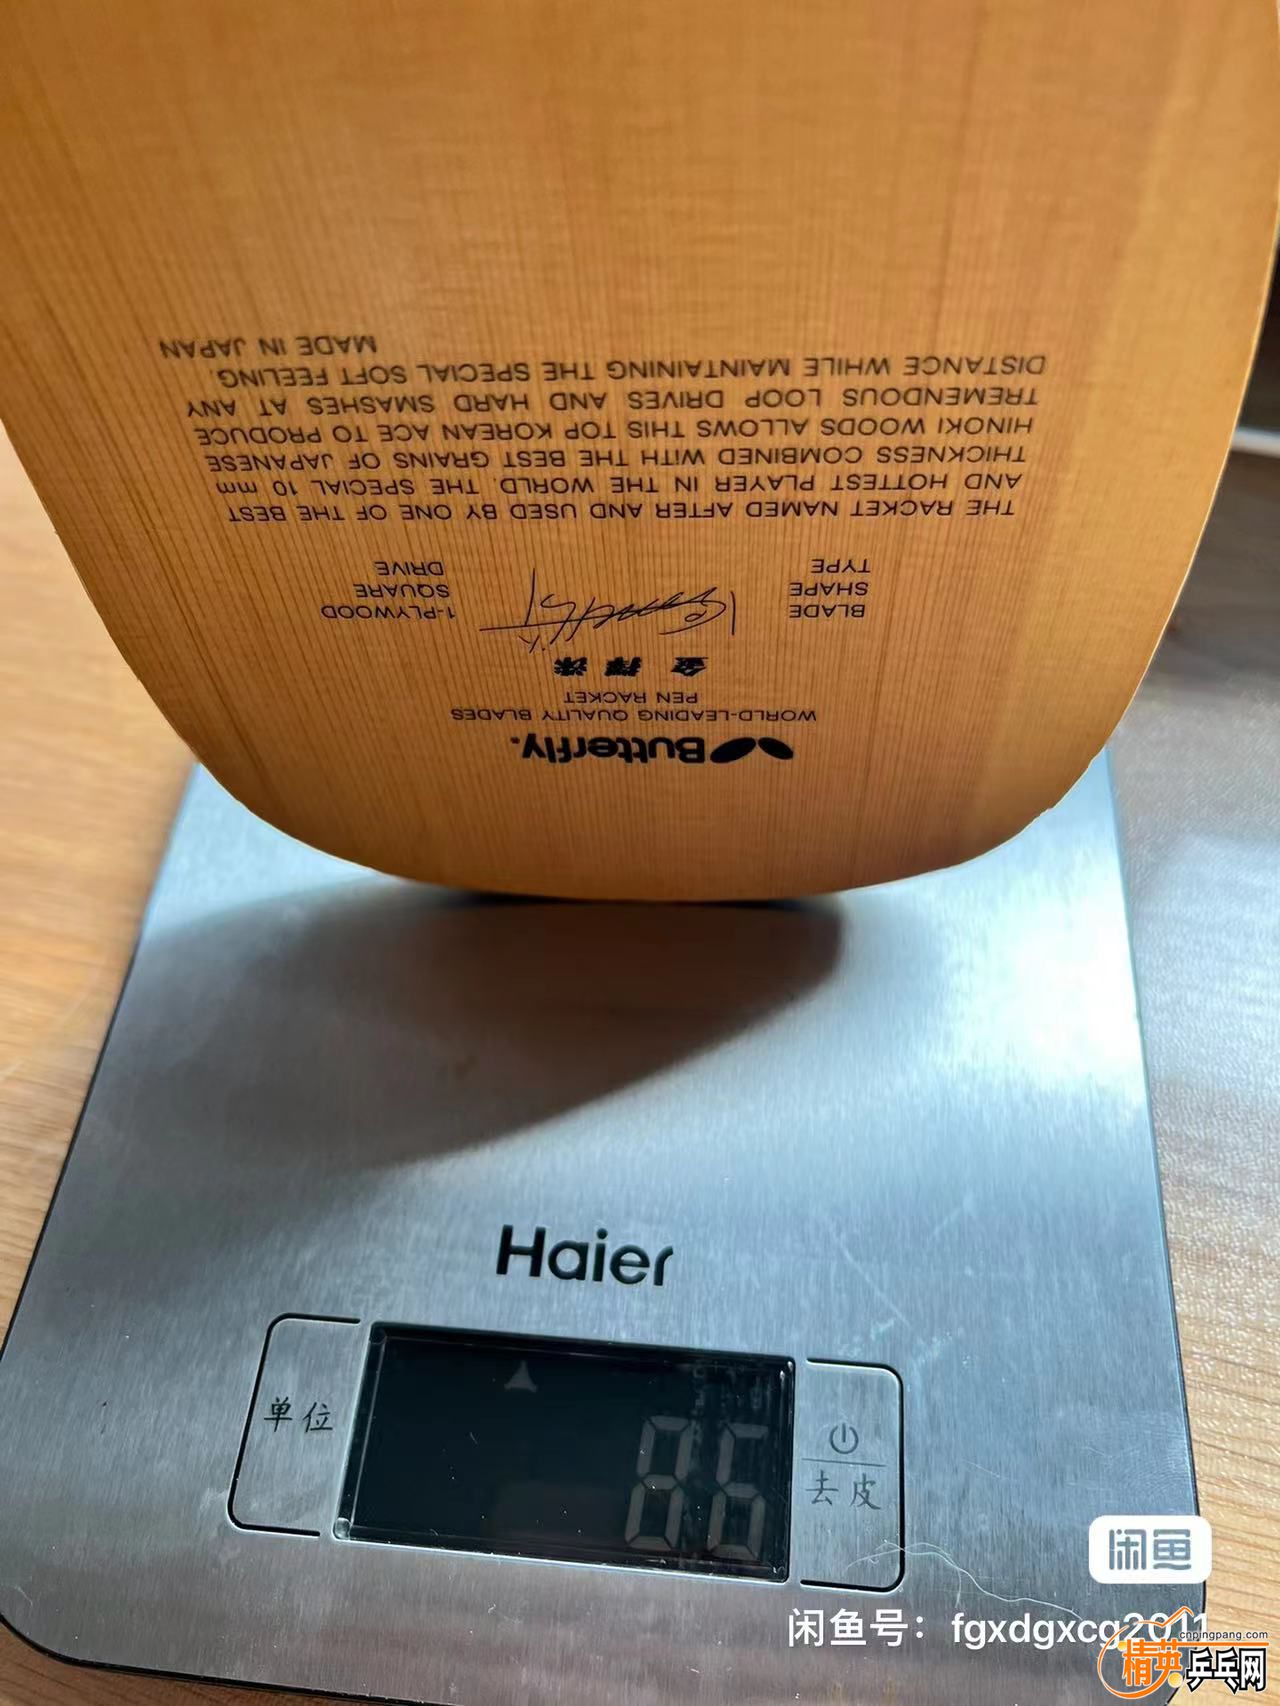 Butterfly.
WORLD-LEADING QUALITY BLADES
PEN RACKET
金擇洙
BLADE 1-PLYWOOD
SHAPE SQUARE
TYPE DRIVE
THE RACKET NAMED AFTER AND USED BY ONE OF THE BEST
AND HOTTEST PLAYER IN THE WORLD. THE SPECIAL 10 mm
THICKNESS COMBINED WITH THE BEST GRAINS OF JAPANESE
HINOKI WOODS ALLOWS THIS TOP KOREAN ACE TO PRODUCE
TREMENDOUS LOOP DRIVES AND HARD SMASHES AT ANY
DISTANCE WHILE MAINTAINING THE SPECIAL SOFT FEELING.
MADE IN JAPAN
Haier
单位
去皮
闲鱼
闲鱼号：fgxdgxcg2011
cnpingpang.com
精英乒乓网